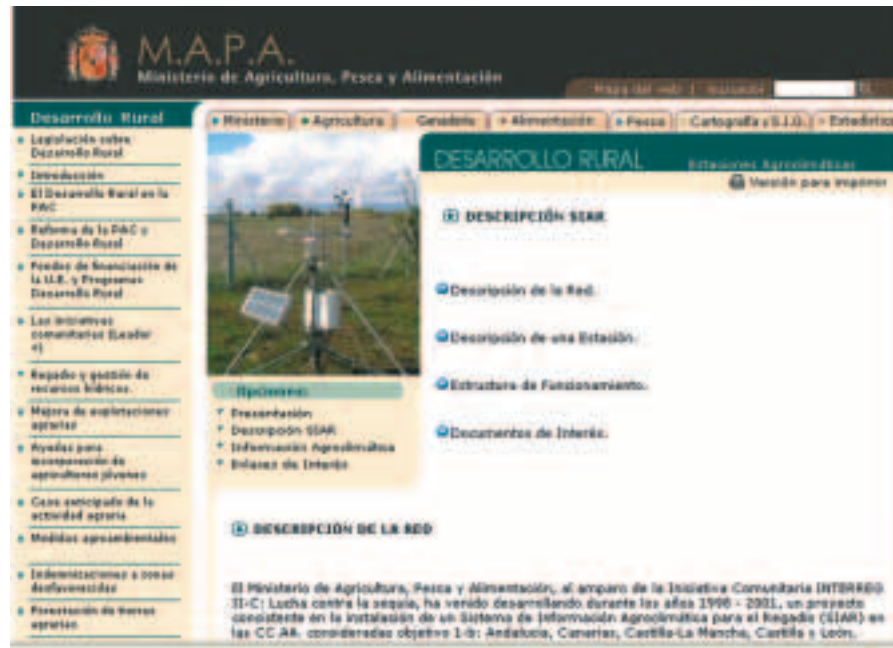 M.A.P.A.
Ministerio de Agricultura, Pesca y Alimentación
Mapa del web | Buscador
Desarrollo Rural
Ministerio
Agricultura
Ganadería
Alimentación
Pesca
Cartografía y S.I.G.
Estadística
Legislación sobre
Desarrollo Rural
Introducción
El Desarrollo Rural en la
PAC
Reforma de la PAC y
Desarrollo Rural
Fondos de financiación de
la U.E. y Programas
Desarrollo Rural
Las iniciativas
comunitarias (Leader
+)
Regadío y gestión de
recursos hídricos
Mejora de explotaciones
agrarias
Ayudas para
incorporación de
agricultores jóvenes
Cese anticipado de la
actividad agraria
Medidas agroambientales
Indemnizaciones a zonas
desfavorecidas
Forestación de tierras
agrarias
DESARROLLO RURAL
Estaciones Agroclimáticas
Versión para imprimir
DESCRIPCIÓN SIAR
Descripción de la Red.
Descripción de una Estación.
Estructura de Funcionamiento.
Documentos de Interés.
Opciones:
Presentación
Descripción SIAR
Información Agroclimática
Enlaces de Interés
DESCRIPCIÓN DE LA RED
El Ministerio de Agricultura, Pesca y Alimentación, al amparo de la Iniciativa Comunitaria INTERREG
II-C: Lucha contra la sequía, ha venido desarrollando durante los años 1998 - 2001, un proyecto
consistente en la instalación de un Sistema de Información Agroclimática para el Regadío (SIAR) en
las CC.AA. consideradas objetivo 1-b: Andalucía, Canarias, Castilla-La Mancha, Castilla y León,